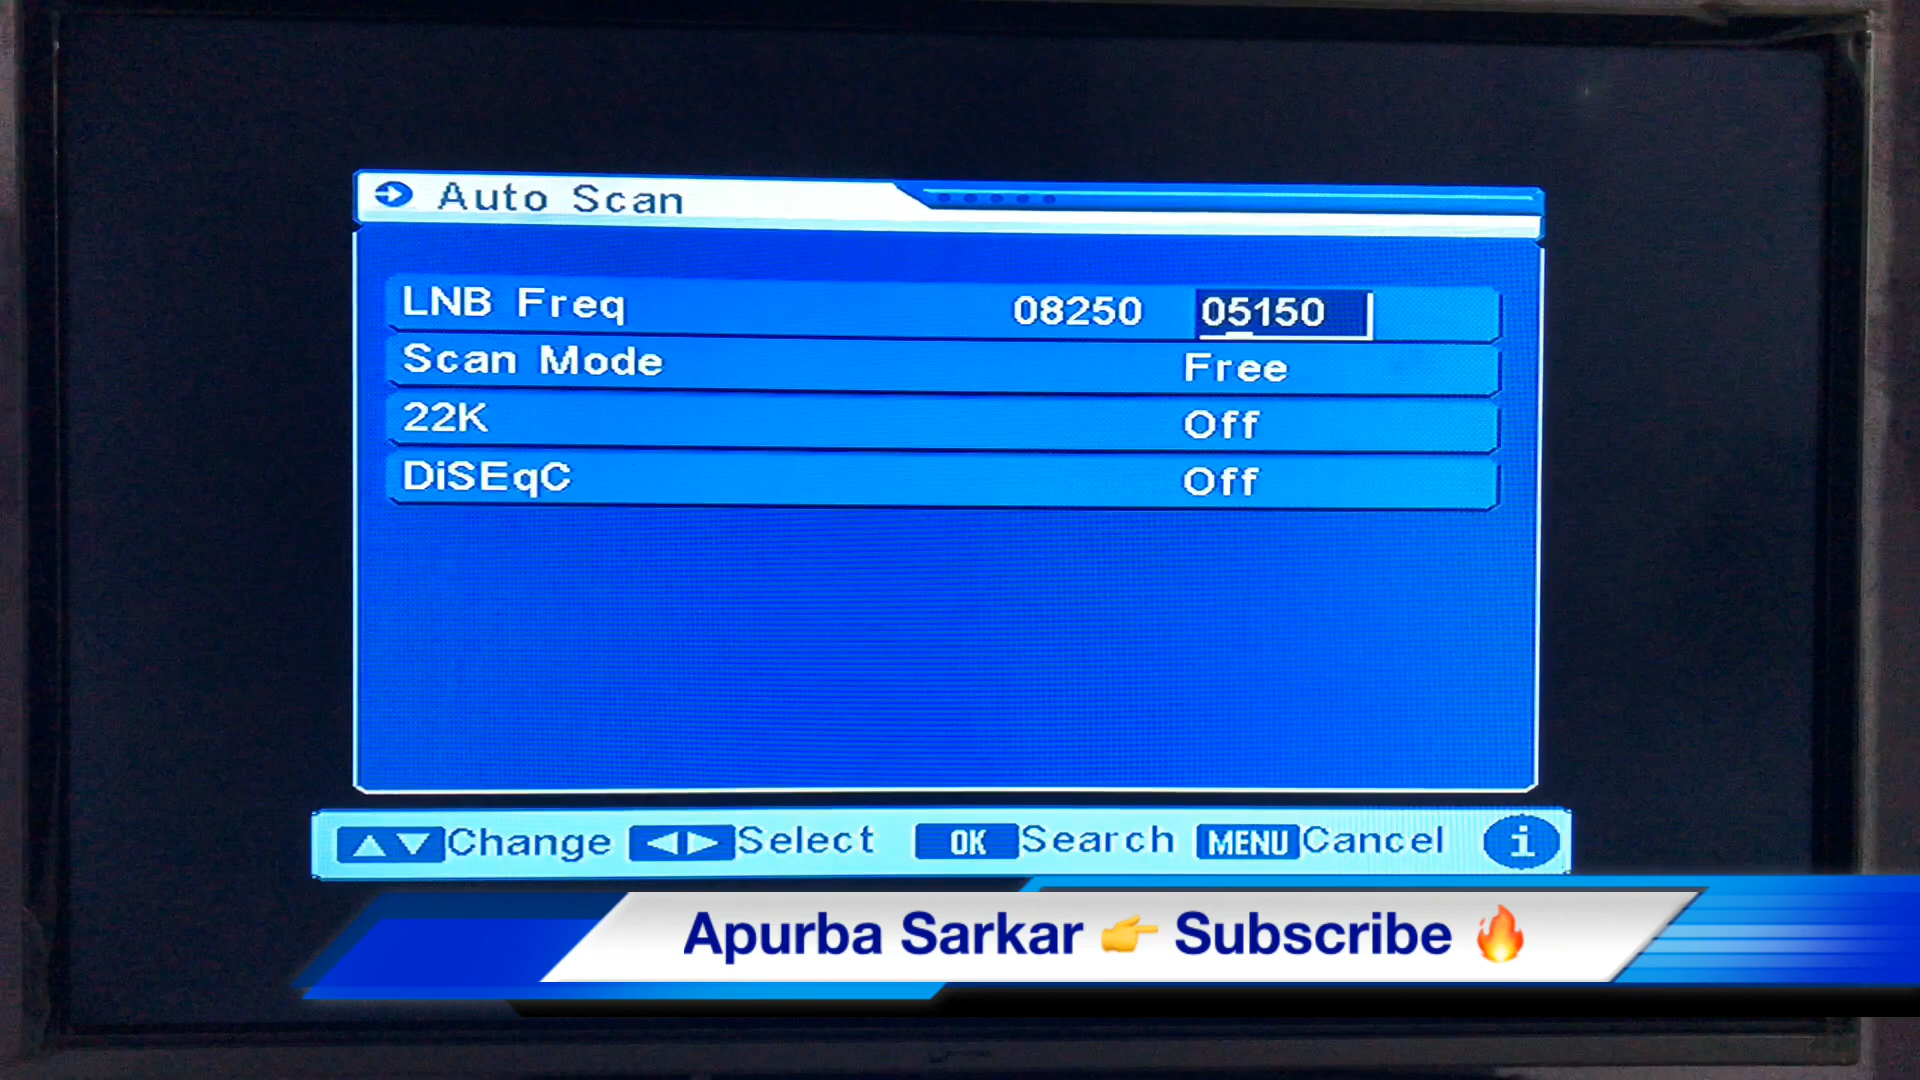 Auto Scan
LNB Freq 08250 05150
Scan Mode Free
22K Off
DiSEqC Off
Change Select OK Search MENU Cancel i
Apurba Sarkar 👉 Subscribe 🔥